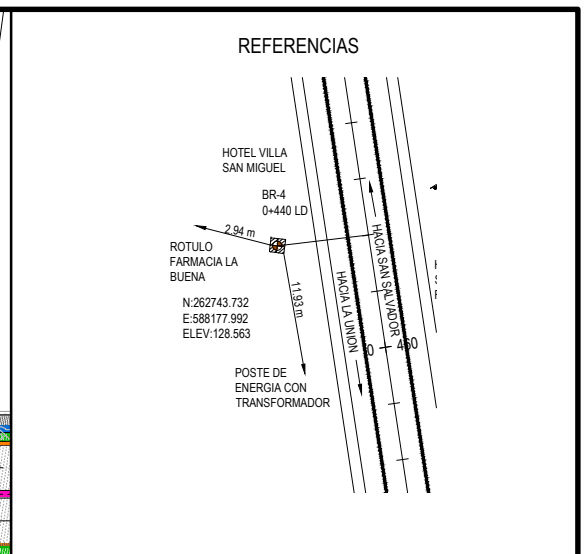 REFERENCIAS
HOTEL VILLA
SAN MIGUEL
BR-4
0+440 LD
2.94 m
ROTULO
FARMACIA LA
BUENA
HACIA SAN SALVADOR
HACIA LA UNION
11.93 m
N:262743.732
E:588177.992
ELEV:128.563
0+460
POSTE DE
ENERGIA CON
TRANSFORMADOR